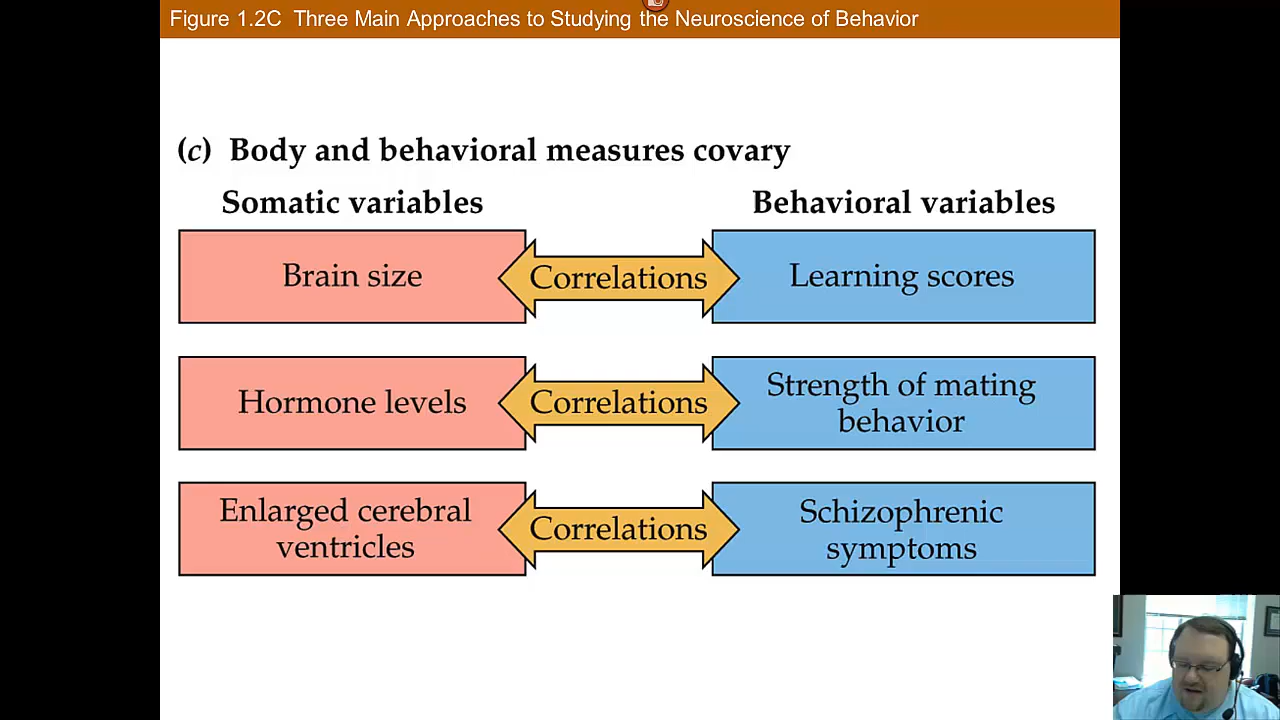 Figure 1.2C  Three Main Approaches to Studying the Neuroscience of Behavior
(c)  Body and behavioral measures covary
Somatic variables
Behavioral variables
Brain size
Correlations
Learning scores
Hormone levels
Correlations
Strength of mating
behavior
Enlarged cerebral
ventricles
Correlations
Schizophrenic
symptoms